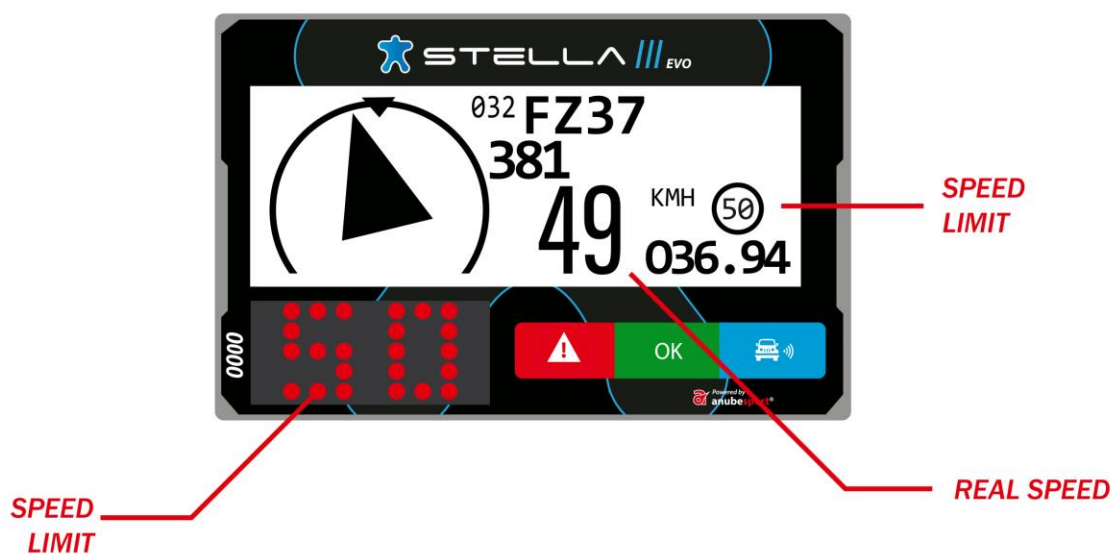 STELLA III EVO
032 FZ37
381
49 KMH 50
036.94
SPEED
LIMIT
0000
50
OK
Powered by
anubesport®
REAL SPEED
SPEED
LIMIT